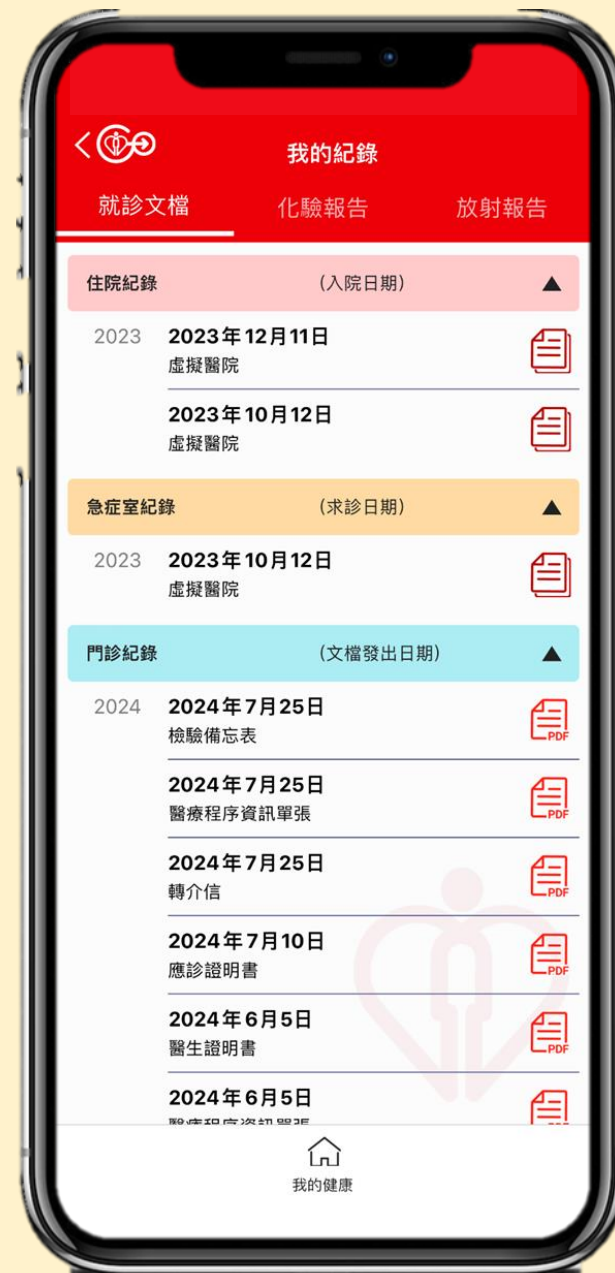 我的紀錄
就診文檔 化驗報告 放射報告
住院紀錄 (入院日期) ▲
2023 2023年12月11日
虛擬醫院
2023年10月12日
虛擬醫院
急症室紀錄 (求診日期) ▲
2023 2023年10月12日
虛擬醫院
門診紀錄 (文檔發出日期) ▲
2024 2024年7月25日
檢驗備忘表
PDF
2024年7月25日
醫療程序資訊單張
PDF
2024年7月25日
轉介信
PDF
2024年7月10日
應診證明書
PDF
2024年6月5日
醫生證明書
PDF
2024年6月5日
醫療程序資訊單張
我的健康